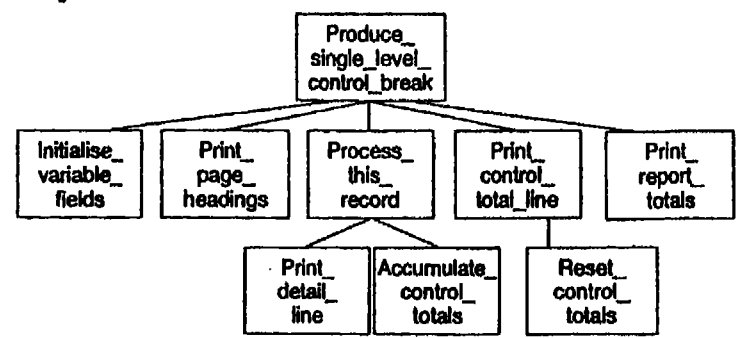 Produce_
single_level_
control_break
Initialise_
variable_
fields
Print_
page_
headings
Process_
this_
record
Print_
control_
total_line
Print_
report_
totals
Print_
detail_
line
Accumulate_
control_
totals
Reset_
control_
totals